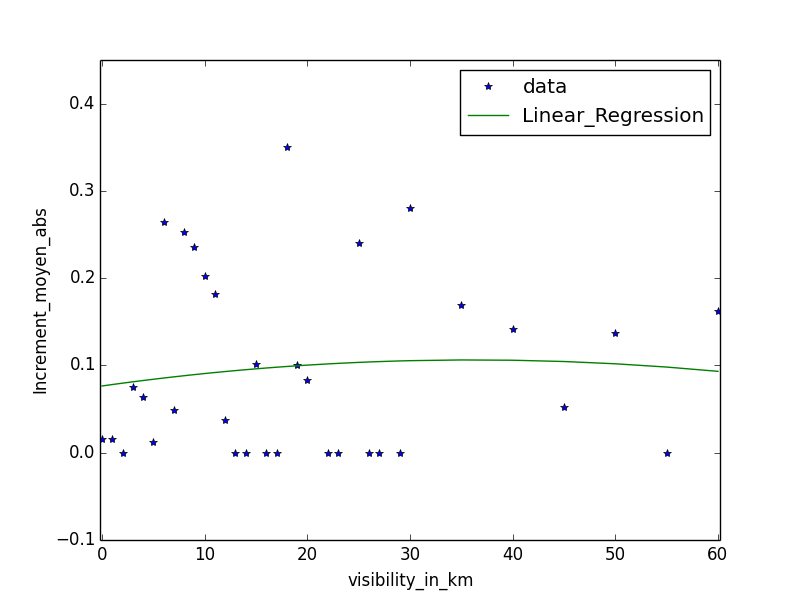 data
Linear_Regression
0.4
0.3
0.2
0.1
0.0
−0.1
Increment_moyen_abs
0 10 20 30 40 50 60
visibility_in_km